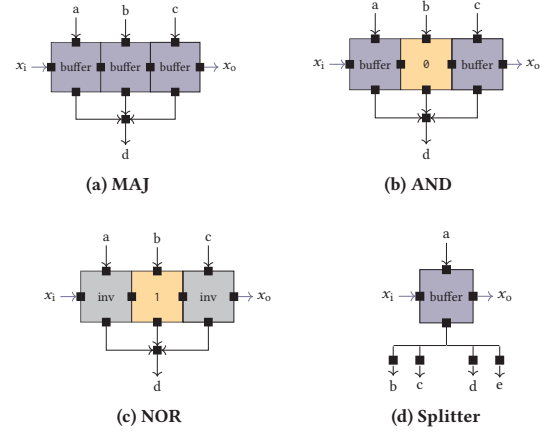 a b c a b c
xi buffer buffer buffer xo xi buffer 0 buffer xo
d d
(a) MAJ (b) AND
a b c a
xi inv 1 inv xo xi buffer xo
d b c d e
(c) NOR (d) Splitter